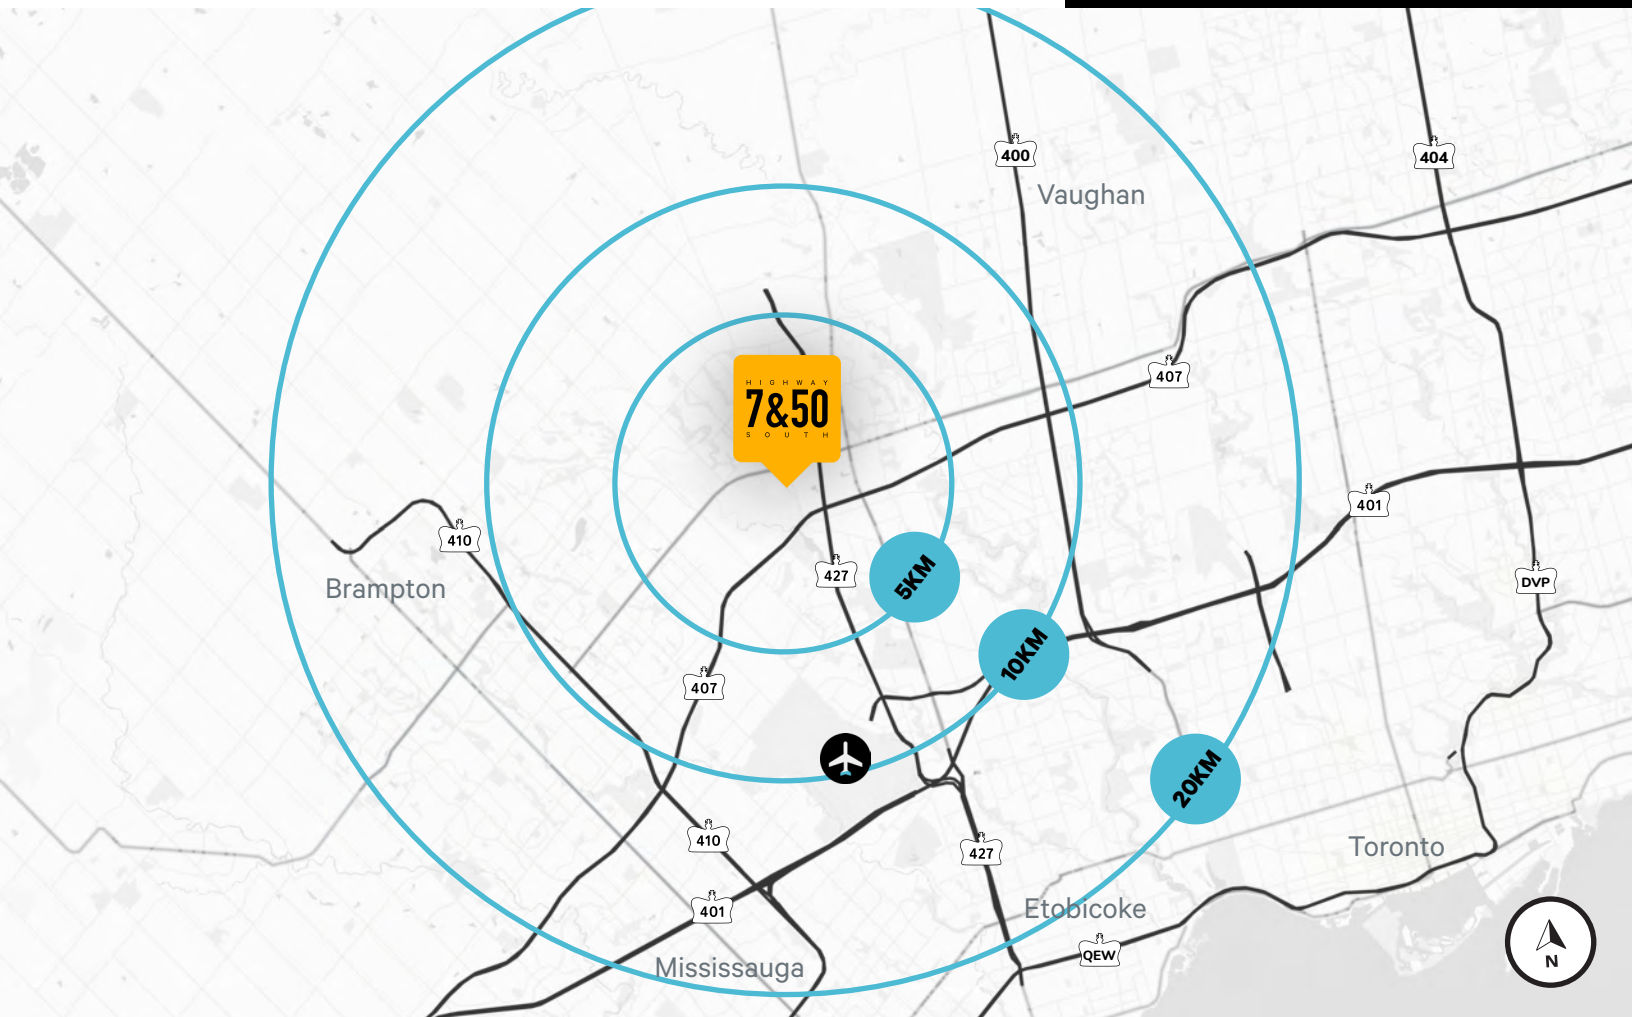 400
404
Vaughan
407
HIGHWAY
7&50
SOUTH
401
410
427
5KM
DVP
Brampton
10KM
407
20KM
410
427
Toronto
401
Etobicoke
QEW
Mississauga
N